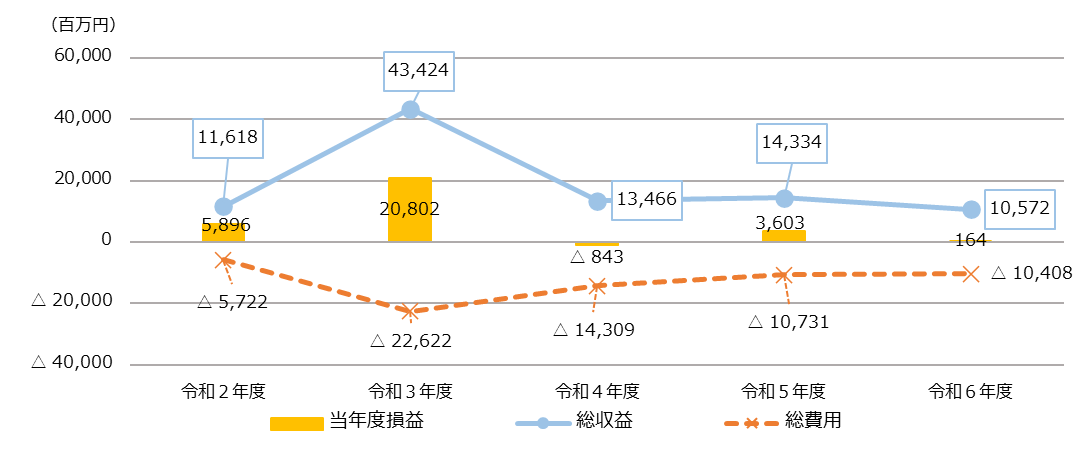 （百万円）
60,000
40,000
20,000
0
△ 20,000
△ 40,000
11,618
43,424
13,466
14,334
10,572
5,896
20,802
△ 843
3,603
164
△ 5,722
△ 22,622
△ 14,309
△ 10,731
△ 10,408
令和２年度
令和３年度
令和４年度
令和５年度
令和６年度
当年度損益
総収益
総費用